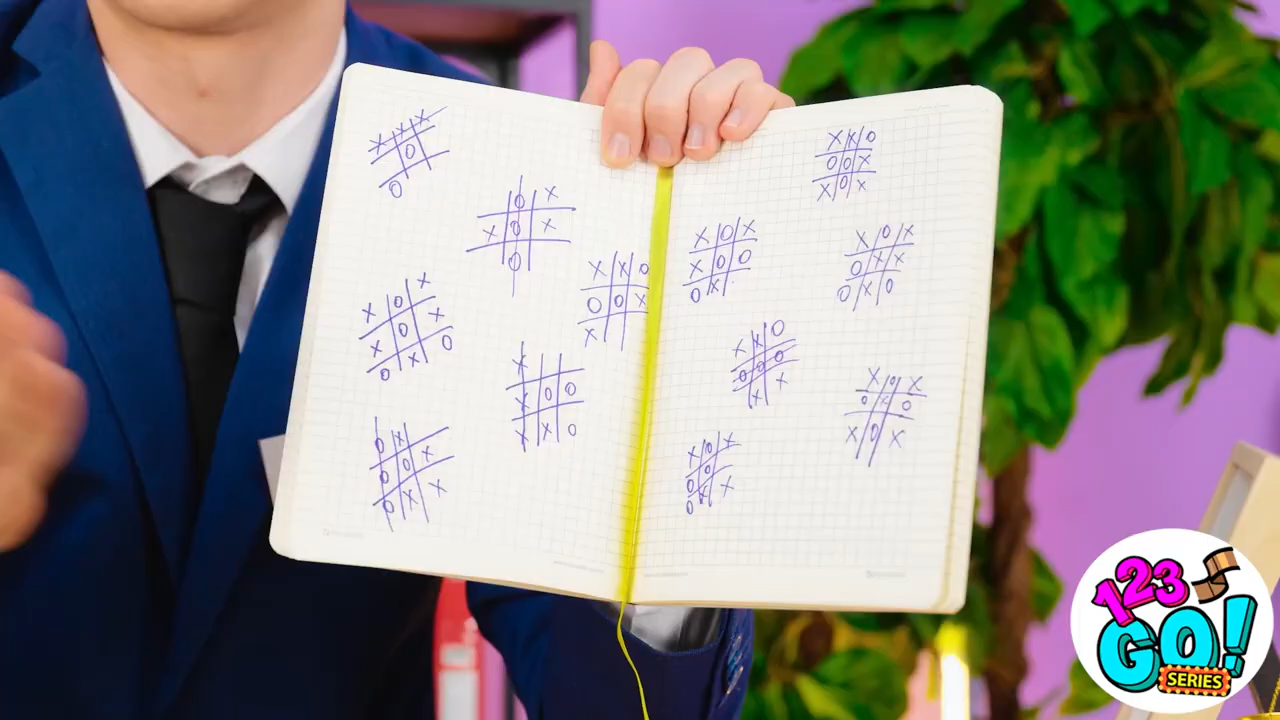 X X X
O
O
O X
X O X
O
X X O
O O X
X
X O X
X O X
O X O
X
X O O
X X O
O X
O O X
O X X
X X O
O O X
X O X
X O X
X O O
O X
X O X
O X X
O X O
X X O
O O O
X X
X O X
O X O
X O X
X O X
O O
O X X
123
GO!
SERIES